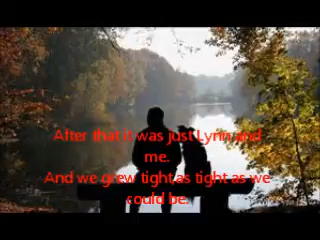 After that it was just Lynn and
me.
And we grew tight,as tight as we
could be.